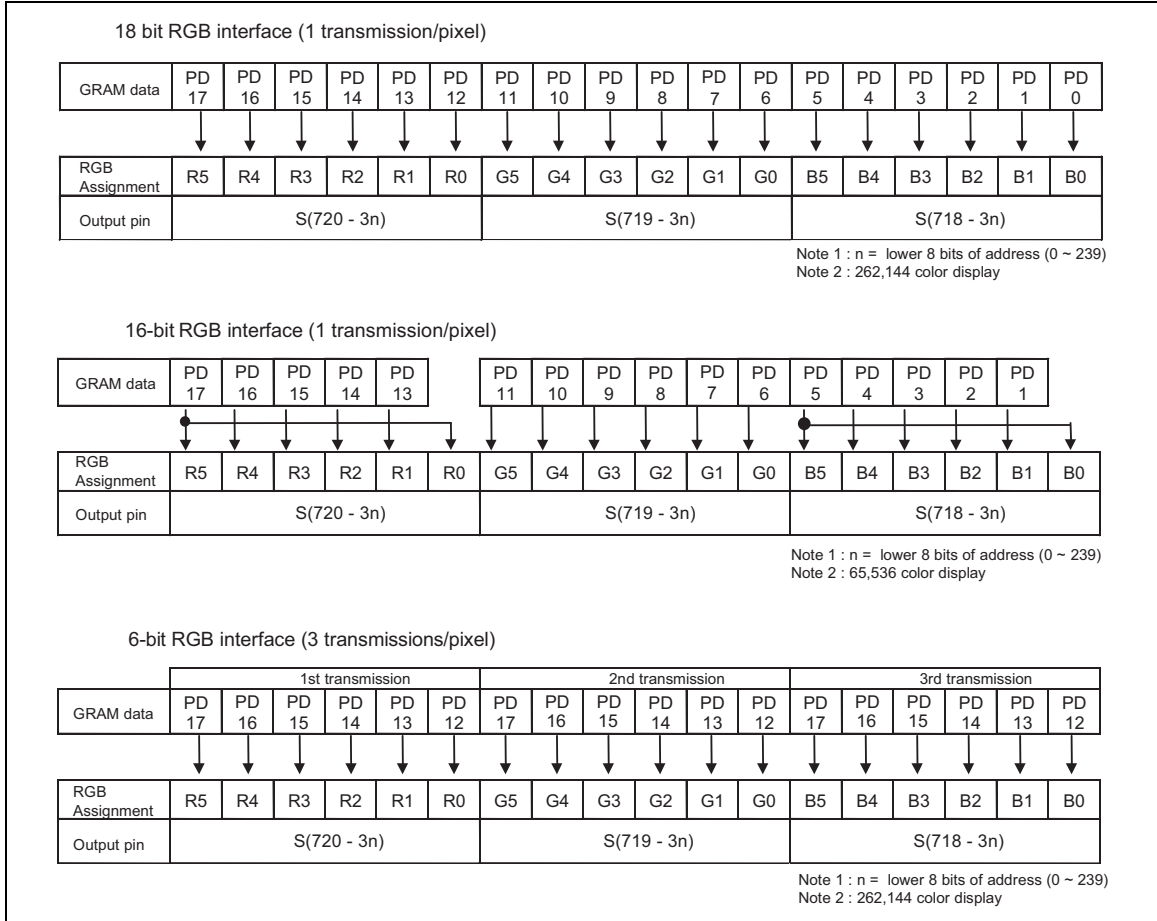 18 bit RGB interface (1 transmission/pixel)
GRAM data PD 17 PD 16 PD 15 PD 14 PD 13 PD 12 PD 11 PD 10 PD 9 PD 8 PD 7 PD 6 PD 5 PD 4 PD 3 PD 2 PD 1 PD 0
RGB Assignment R5 R4 R3 R2 R1 R0 G5 G4 G3 G2 G1 G0 B5 B4 B3 B2 B1 B0
Output pin S(720 - 3n) S(719 - 3n) S(718 - 3n)
Note 1 : n = lower 8 bits of address (0 ~ 239)
Note 2 : 262,144 color display
16-bit RGB interface (1 transmission/pixel)
GRAM data PD 17 PD 16 PD 15 PD 14 PD 13 PD 11 PD 10 PD 9 PD 8 PD 7 PD 6 PD 5 PD 4 PD 3 PD 2 PD 1
RGB Assignment R5 R4 R3 R2 R1 R0 G5 G4 G3 G2 G1 G0 B5 B4 B3 B2 B1 B0
Output pin S(720 - 3n) S(719 - 3n) S(718 - 3n)
Note 1 : n = lower 8 bits of address (0 ~ 239)
Note 2 : 65,536 color display
6-bit RGB interface (3 transmissions/pixel)
1st transmission 2nd transmission 3rd transmission
GRAM data PD 17 PD 16 PD 15 PD 14 PD 13 PD 12 PD 17 PD 16 PD 15 PD 14 PD 13 PD 12 PD 17 PD 16 PD 15 PD 14 PD 13 PD 12
RGB Assignment R5 R4 R3 R2 R1 R0 G5 G4 G3 G2 G1 G0 B5 B4 B3 B2 B1 B0
Output pin S(720 - 3n) S(719 - 3n) S(718 - 3n)
Note 1 : n = lower 8 bits of address (0 ~ 239)
Note 2 : 262,144 color display